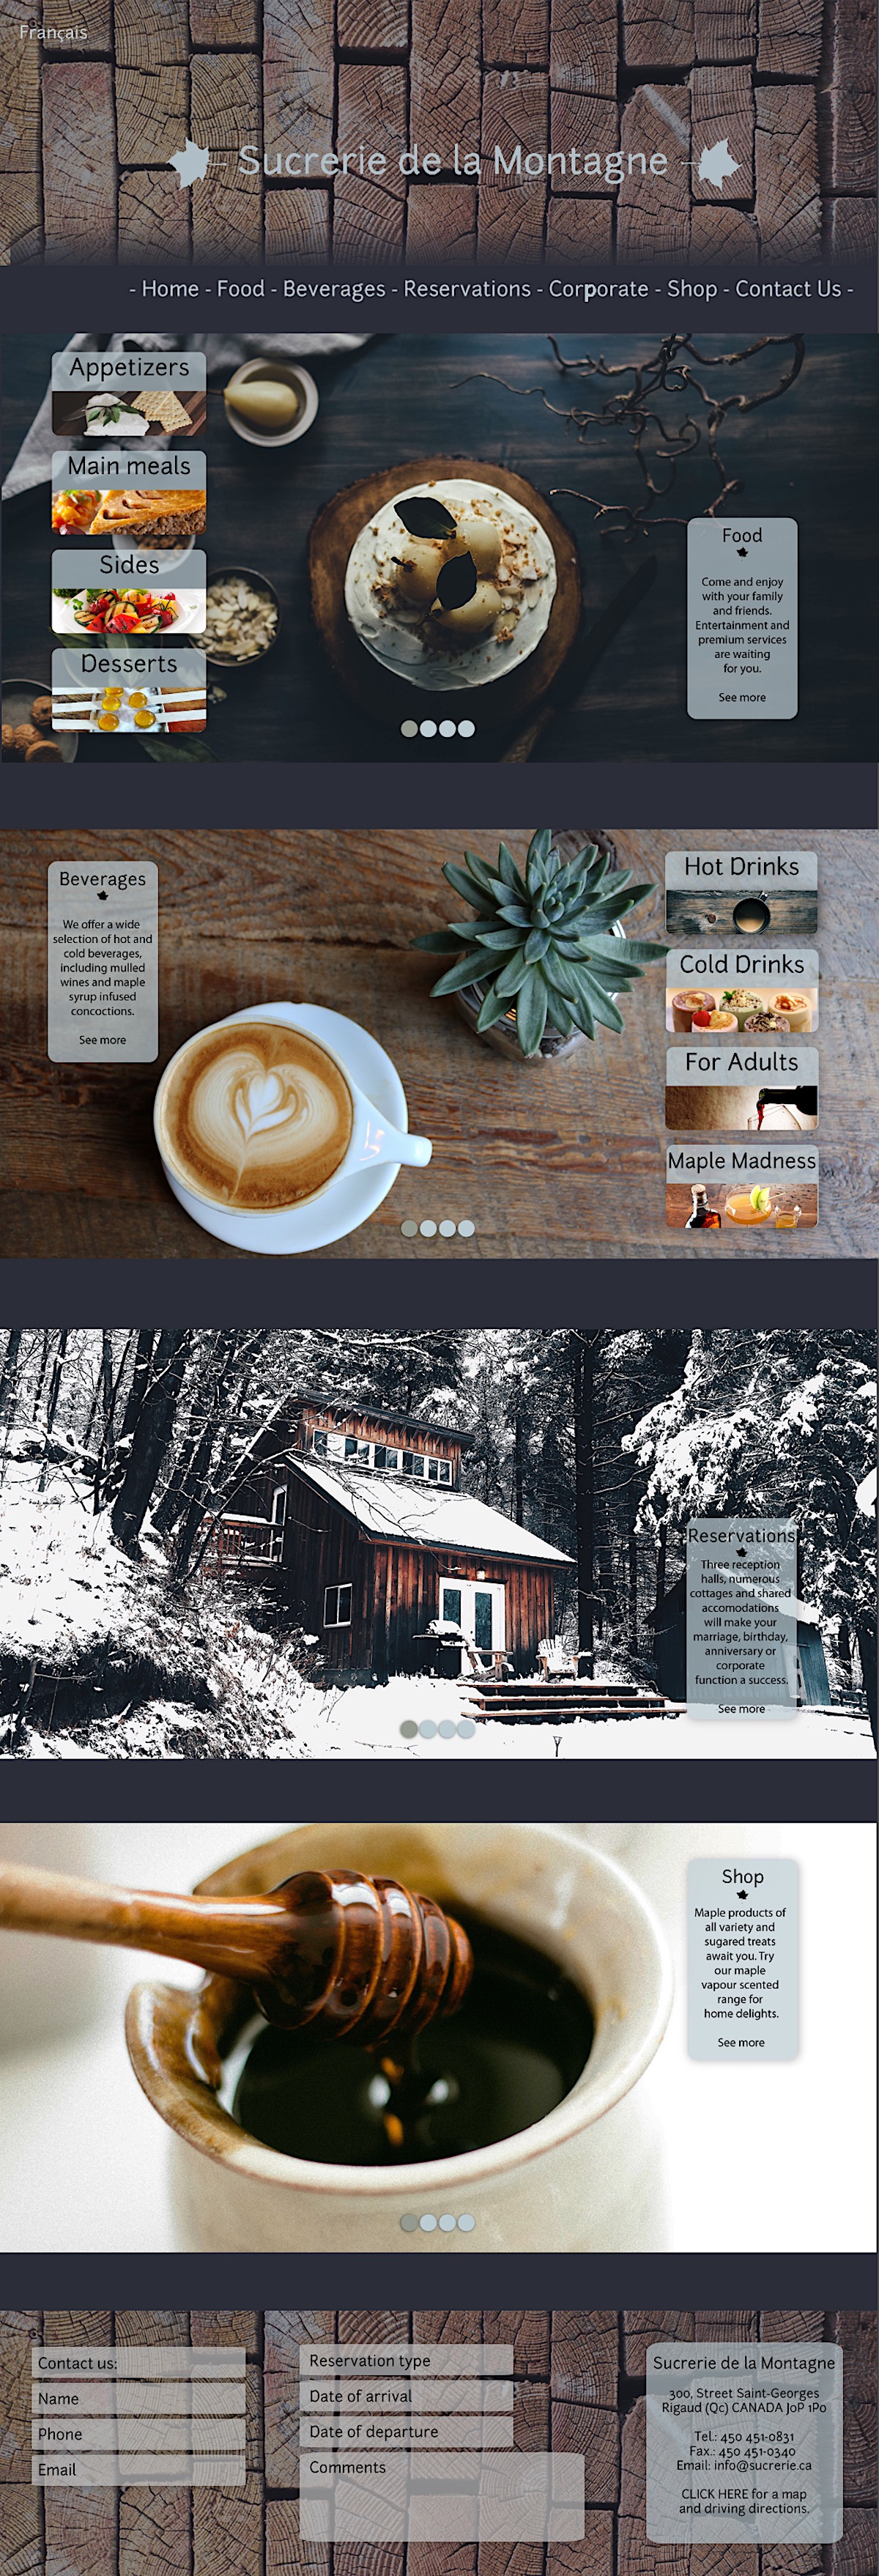 Français
Sucrerie de la Montagne
- Home - Food - Beverages - Reservations - Corporate - Shop - Contact Us -
Appetizers
Main meals
Sides
Desserts
Food
Come and enjoy
with your family
and friends.
Entertainment and
premium services
are waiting
for you.
See more
Beverages
We offer a wide
selection of hot and
cold beverages,
including mulled
wines and maple
syrup infused
concoctions.
See more
Hot Drinks
Cold Drinks
For Adults
Maple Madness
Reservations
Three reception
halls, numerous
cottages and shared
accomodations
will make your
marriage, birthday,
anniversary or
corporate
function a success.
See more
Shop
Maple products of
all variety and
sugared treats
await you. Try
our maple
vapour scented
range for
home delights.
See more
Contact us:
Name
Phone
Email
Reservation type
Date of arrival
Date of departure
Comments
Sucrerie de la Montagne
300, Street Saint-Georges
Rigaud (Qc) CANADA J0P 1P0
Tel.: 450 451-0831
Fax.: 450 451-0340
Email: info@sucrerie.ca
CLICK HERE for a map
and driving directions.